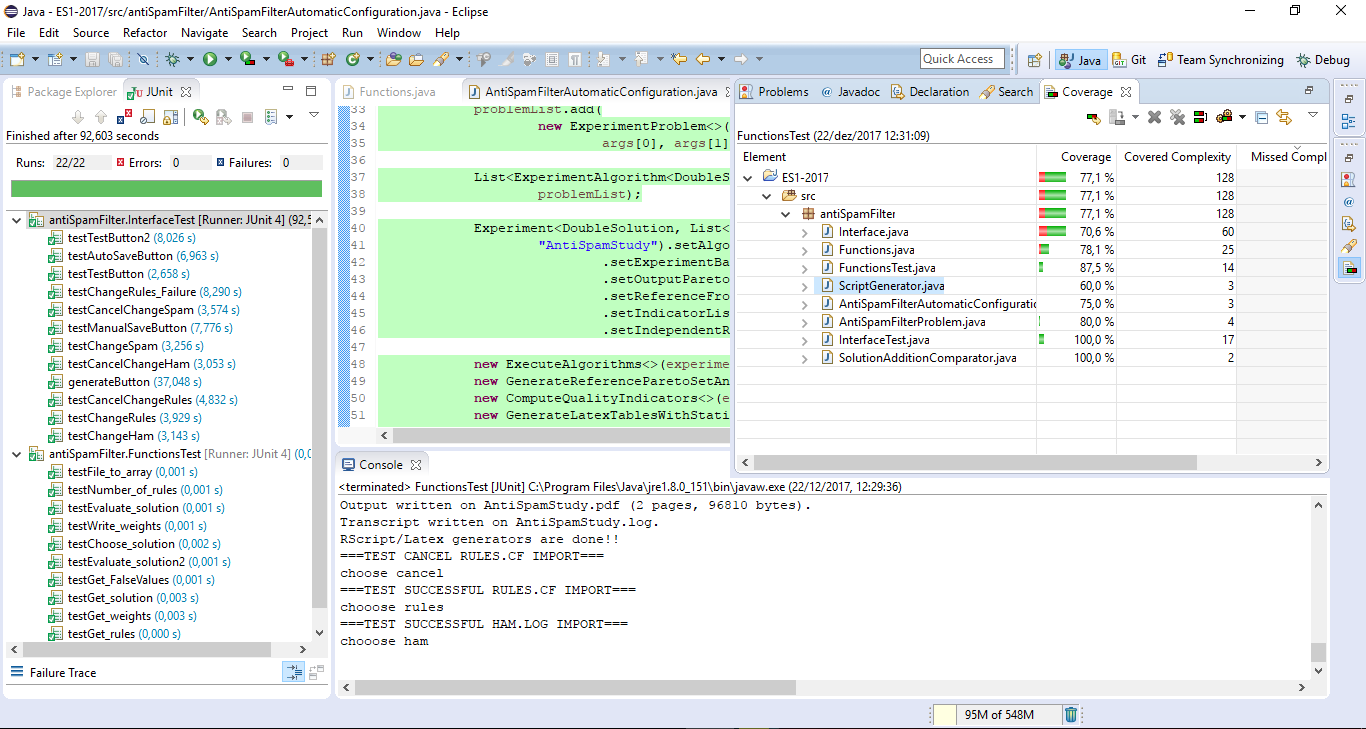 Java - ES1-2017/src/antiSpamFilter/AntiSpamFilterAutomaticConfiguration.java - Eclipse
File Edit Source Refactor Navigate Search Project Run Window Help
Quick Access
Java
Git
Team Synchronizing
Debug
Package Explorer
JUnit
Finished after 92,603 seconds
Runs: 22/22 Errors: 0 Failures: 0
antiSpamFilter.InterfaceTest [Runner: JUnit 4] (92,5
testTestButton2 (8,026 s)
testAutoSaveButton (6,963 s)
testTestButton (2,658 s)
testChangeRules_Failure (8,290 s)
testCancelChangeSpam (3,574 s)
testManualSaveButton (7,776 s)
testChangeSpam (3,256 s)
testCancelChangeHam (3,053 s)
generateButton (37,048 s)
testCancelChangeRules (4,832 s)
testChangeRules (3,929 s)
testChangeHam (3,143 s)
antiSpamFilter.FunctionsTest [Runner: JUnit 4] (0,0
testFile_to_array (0,001 s)
testNumber_of_rules (0,001 s)
testEvaluate_solution (0,001 s)
testWrite_weights (0,001 s)
testChoose_solution (0,002 s)
testEvaluate_solution2 (0,001 s)
testGet_FalseValues (0,001 s)
testGet_solution (0,003 s)
testGet_weights (0,003 s)
testGet_rules (0,000 s)
Failure Trace
Functions.java
AntiSpamFilterAutomaticConfiguration.java
33 problemList.add(
34 new ExperimentProblem<>(
35 args[0], args[1]
36
37 List<ExperimentAlgorithm<DoubleS
38 problemList);
39
40 Experiment<DoubleSolution, List<
41 "AntiSpamStudy").setAlgo
42 .setExperimentBa
43 .setOutputPareto
44 .setReferenceFro
45 .setIndicatorLis
46 .setIndependentR
47
48 new ExecuteAlgorithms<>(experime
49 new GenerateReferenceParetoSetAn
50 new ComputeQualityIndicators<>(e
51 new GenerateLatexTablesWithStati
Problems
@ Javadoc
Declaration
Search
Coverage
FunctionsTest (22/dez/2017 12:31:09)
Element Coverage Covered Complexity Missed Compl
ES1-2017 77,1 % 128
src 77,1 % 128
antiSpamFilter 77,1 % 128
Interface.java 70,6 % 60
Functions.java 78,1 % 25
FunctionsTest.java 87,5 % 14
ScriptGenerator.java 60,0 % 3
AntiSpamFilterAutomaticConfiguratio 75,0 % 3
AntiSpamFilterProblem.java 80,0 % 4
InterfaceTest.java 100,0 % 17
SolutionAdditionComparator.java 100,0 % 2
Console
<terminated> FunctionsTest [JUnit] C:\Program Files\Java\jre1.8.0_151\bin\javaw.exe (22/12/2017, 12:29:36)
Output written on AntiSpamStudy.pdf (2 pages, 96810 bytes).
Transcript written on AntiSpamStudy.log.
RScript/Latex generators are done!!
===TEST CANCEL RULES.CF IMPORT===
choose cancel
===TEST SUCCESSFUL RULES.CF IMPORT===
chooose rules
===TEST SUCCESSFUL HAM.LOG IMPORT===
chooose ham
95M of 548M